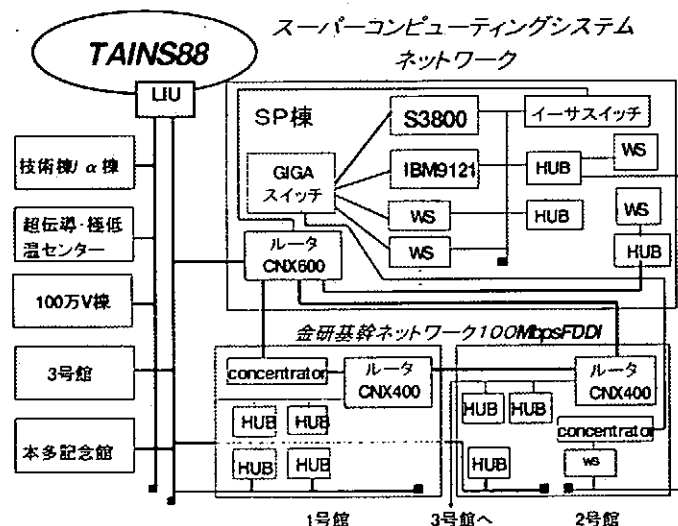 スーパーコンピューティングシステム
ネットワーク
TAINS88
LIU
SP棟
S3800
イーサスイッチ
技術棟/α棟
GIGA
スイッチ
IBM9121
HUB
WS
WS
HUB
WS
超伝導・極低
温センター
ルータ
CNX600
WS
HUB
100万V棟
金研基幹ネットワーク100MbpsFDDI
3号館
concentrator
ルータ
CNX400
ルータ
CNX400
HUB
HUB
HUB
HUB
concentrator
本多記念館
HUB
HUB
HUB
ws
1号館
3号館へ
2号館